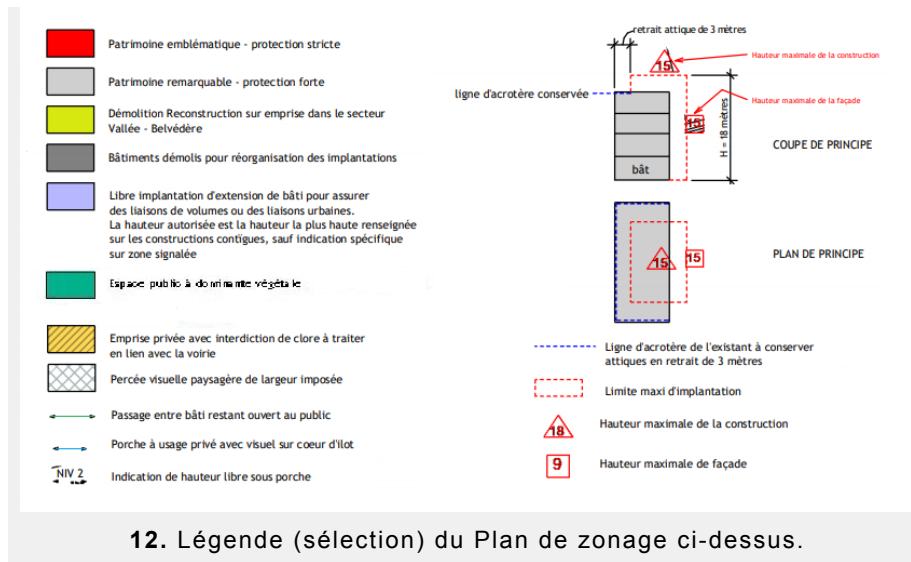 Patrimoine emblématique - protection stricte
Patrimoine remarquable - protection forte
Démolition Reconstruction sur emprise dans le secteur
Vallée - Belvédère
Bâtiments démolis pour réorganisation des implantations
Libre implantation d'extension de bâti pour assurer
des liaisons de volumes ou des liaisons urbaines.
La hauteur autorisée est la hauteur la plus haute renseignée
sur les constructions contïgues, sauf indication spécifique
sur zone signalée
Espace public à dominante végétale
Emprise privée avec interdiction de clore à traiter
en lien avec la voirie
Percée visuelle paysagère de largeur imposée
Passage entre bâti restant ouvert au public
Porche à usage privé avec visuel sur coeur d'ilot
NIV 2
Indication de hauteur libre sous porche
retrait attique de 3 mètres
15
Hauteur maximale de la construction
ligne d'acrotère conservée
Hauteur maximale de la façade
15
H = 18 mètres
COUPE DE PRINCIPE
bât
15
15
PLAN DE PRINCIPE
Ligne d'acrotère de l'existant à conserver
attiques en retrait de 3 mètres
Limite maxi d'implantation
18
Hauteur maximale de la construction
9
Hauteur maximale de façade
12. Légende (sélection) du Plan de zonage ci-dessus.